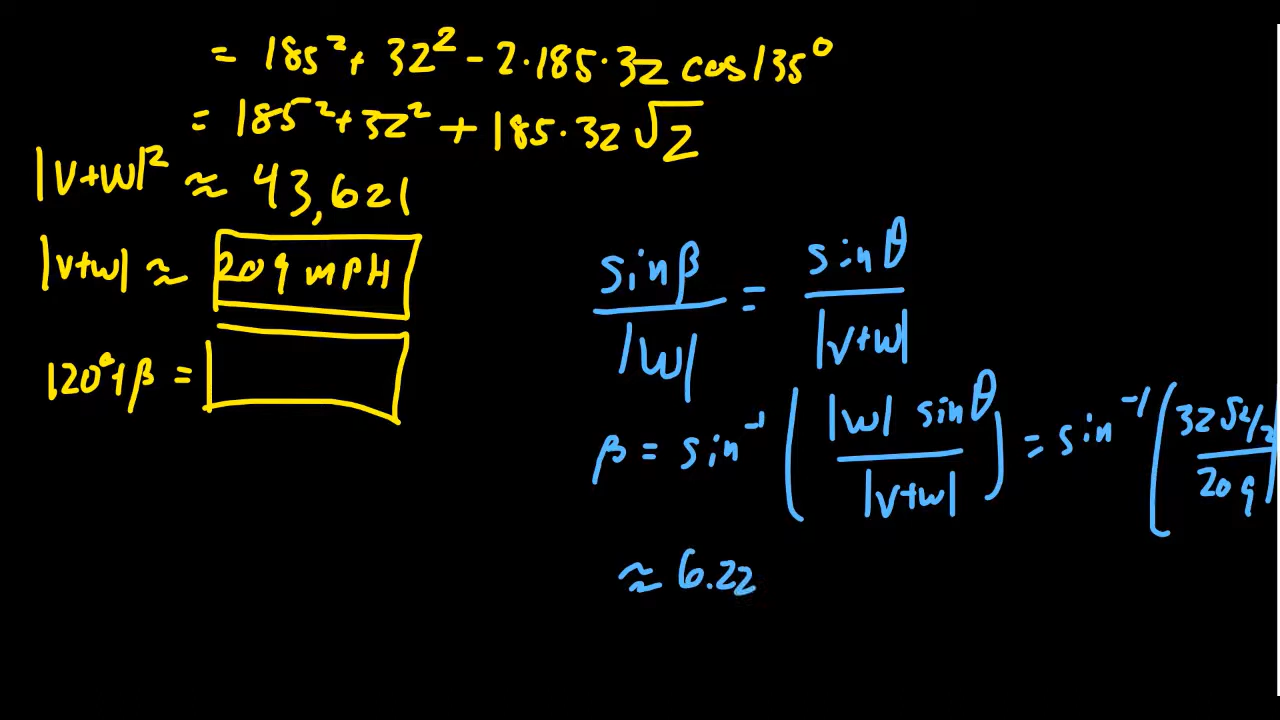 = 185² + 32² - 2·185·32 cos 135°
= 185² + 32² + 185·32 √2
|V+W|² ≈ 43,621
|V+W| ≈ 209 MPH
120° + β =
sin β / |W| = sin θ / |V+W|
β = sin⁻¹ ( |W| sin θ / |V+W| ) = sin⁻¹ ( 32 √2/2 / 209 )
≈ 6.22